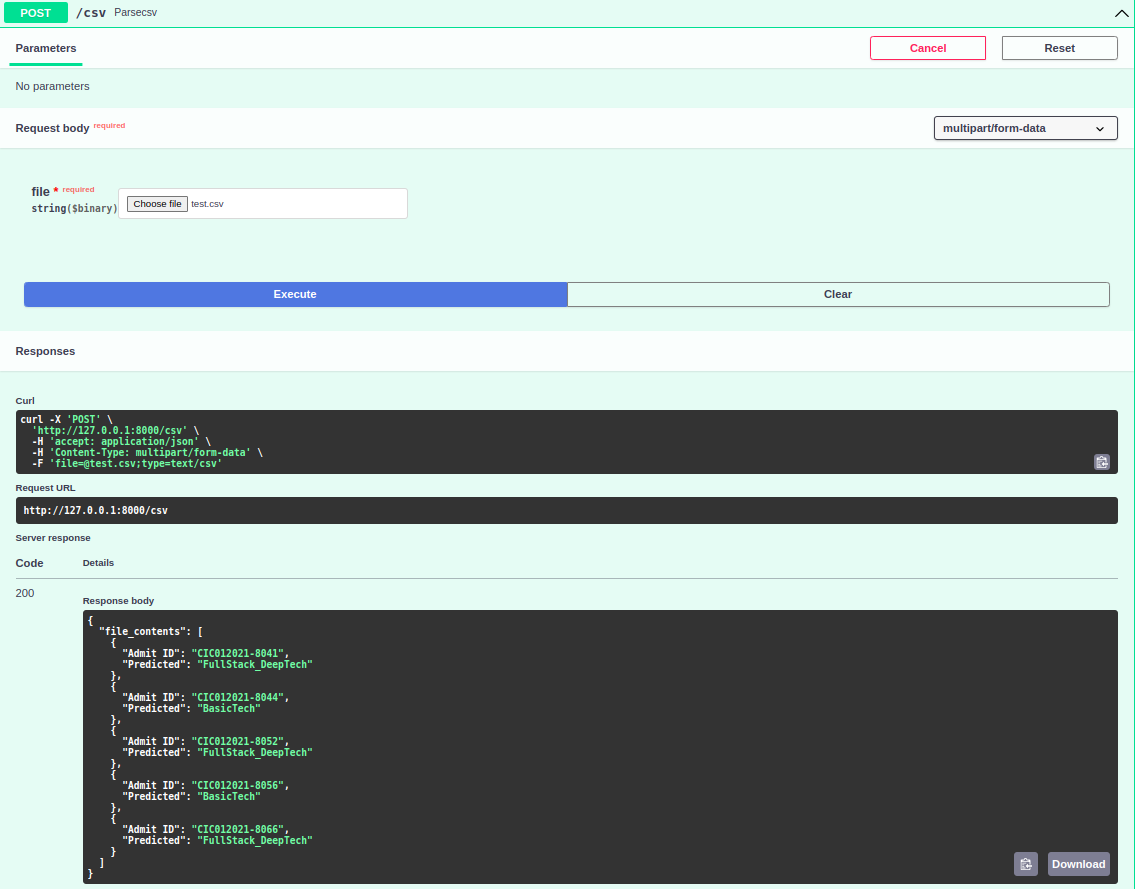 POST /csv Parsecsv
Parameters Cancel Reset
No parameters
Request body required multipart/form-data
file * required
string($binary) Choose file test.csv
Execute Clear
Responses
Curl
curl -X 'POST' \
  'http://127.0.0.1:8000/csv' \
  -H 'accept: application/json' \
  -H 'Content-Type: multipart/form-data' \
  -F 'file=@test.csv;type=text/csv'
Request URL
http://127.0.0.1:8000/csv
Server response
Code Details
200
Response body
{
  "file_contents": [
    {
      "Admit ID": "CIC012021-8041",
      "Predicted": "FullStack_DeepTech"
    },
    {
      "Admit ID": "CIC012021-8044",
      "Predicted": "BasicTech"
    },
    {
      "Admit ID": "CIC012021-8052",
      "Predicted": "FullStack_DeepTech"
    },
    {
      "Admit ID": "CIC012021-8056",
      "Predicted": "BasicTech"
    },
    {
      "Admit ID": "CIC012021-8066",
      "Predicted": "FullStack_DeepTech"
    }
  ]
}
Download